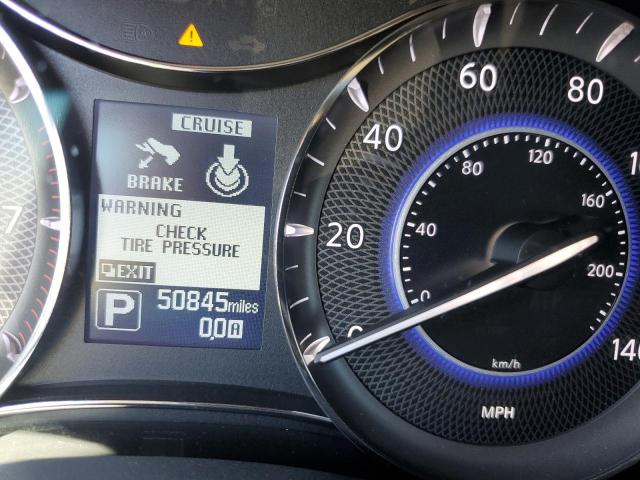 CRUISE
BRAKE
WARNING
CHECK
TIRE PRESSURE
EXIT
P
50845miles
0.0 A
7
0
20
40
60
80
140
0
40
80
120
160
200
km/h
MPH